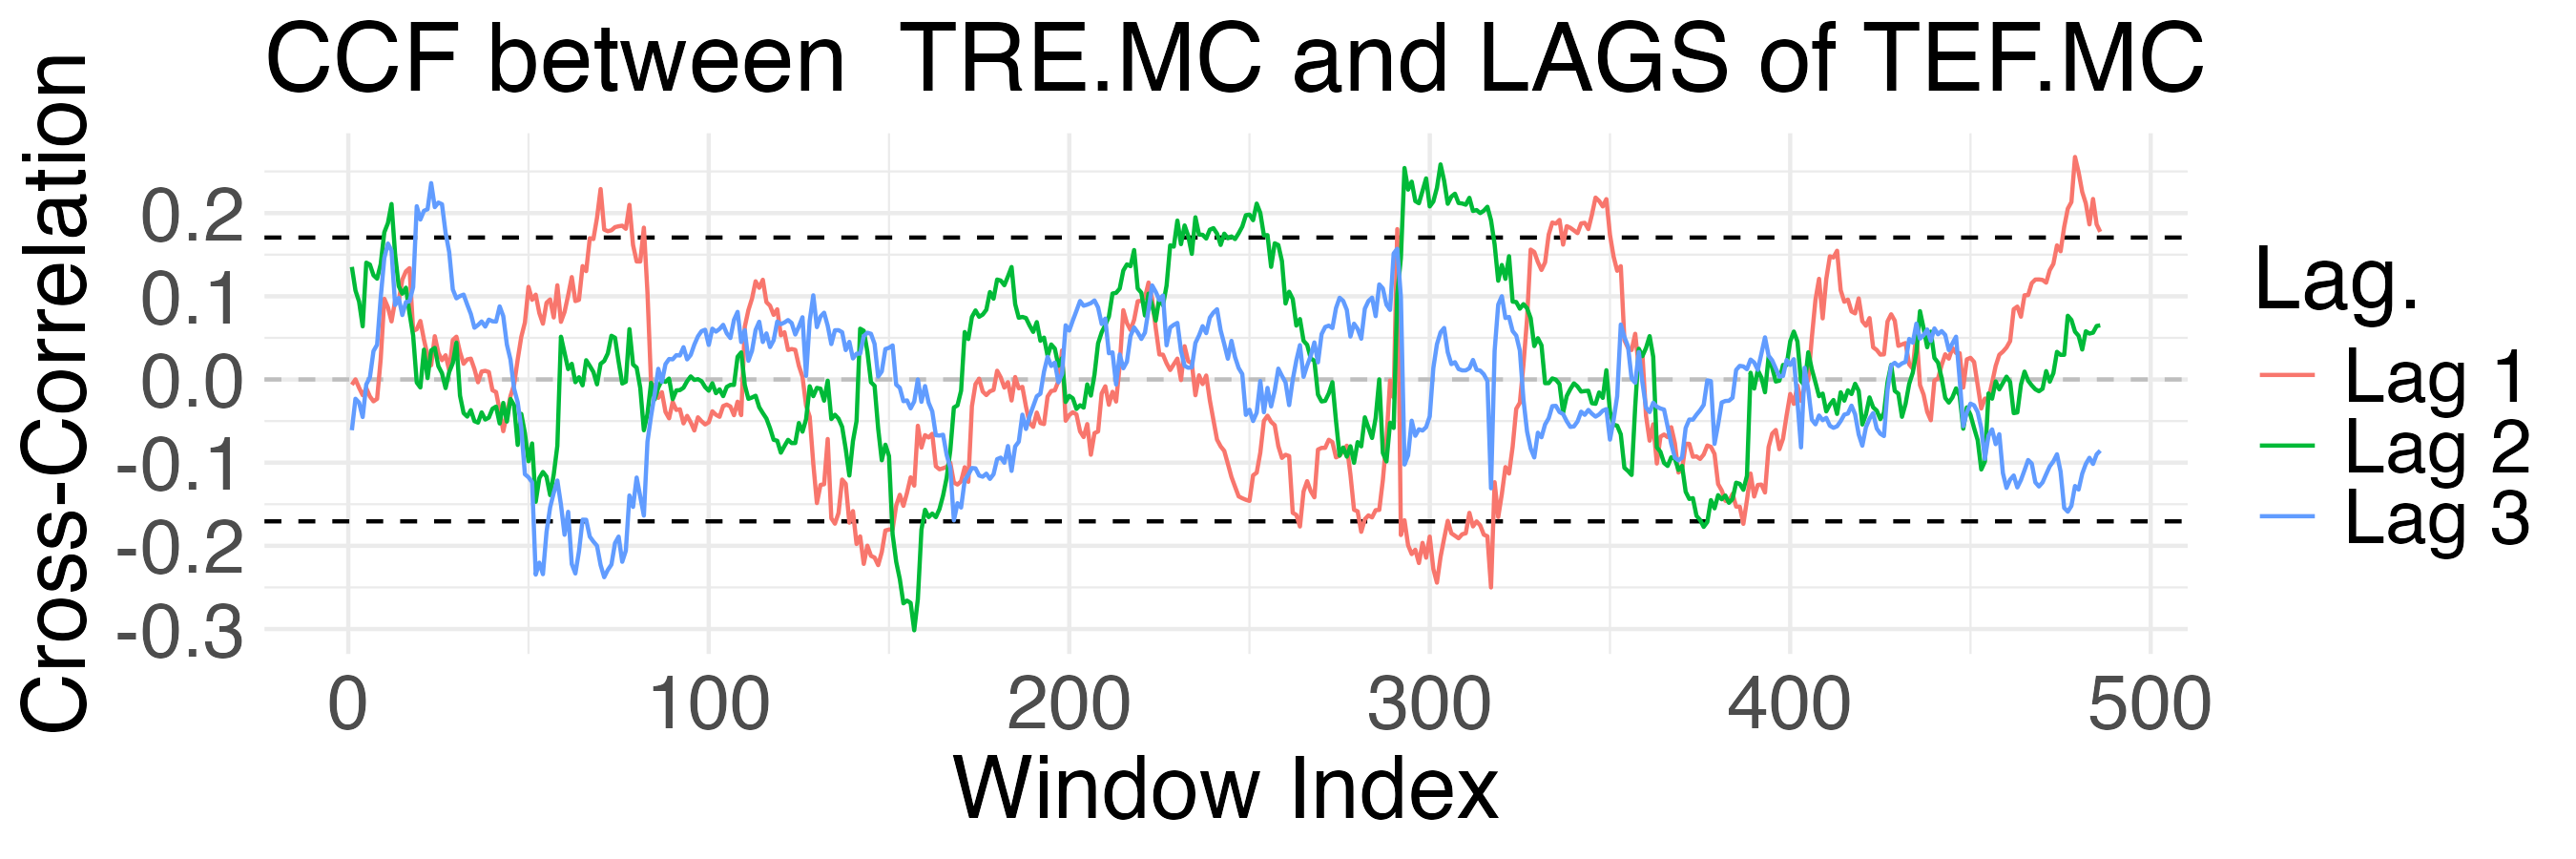 CCF between  TRE.MC and LAGS of TEF.MC
Cross-Correlation
0.2
0.1
0.0
-0.1
-0.2
-0.3
0 100 200 300 400 500
Window Index
Lag.
Lag 1
Lag 2
Lag 3